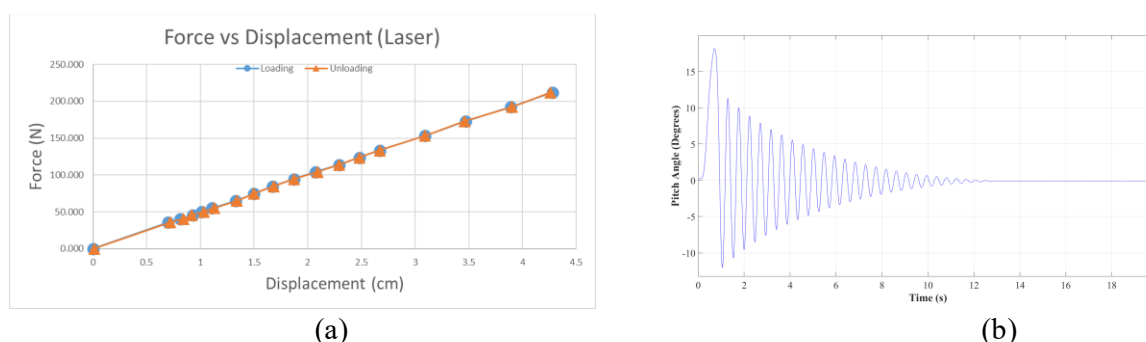 Force vs Displacement (Laser)
Loading Unloading
250.000
200.000
150.000
100.000
50.000
0.000
Force (N)
0 0.5 1 1.5 2 2.5 3 3.5 4 4.5
Displacement (cm)
(a)
15
10
5
0
-5
-10
Pitch Angle (Degrees)
0 2 4 6 8 10 12 14 16 18
Time (s)
(b)